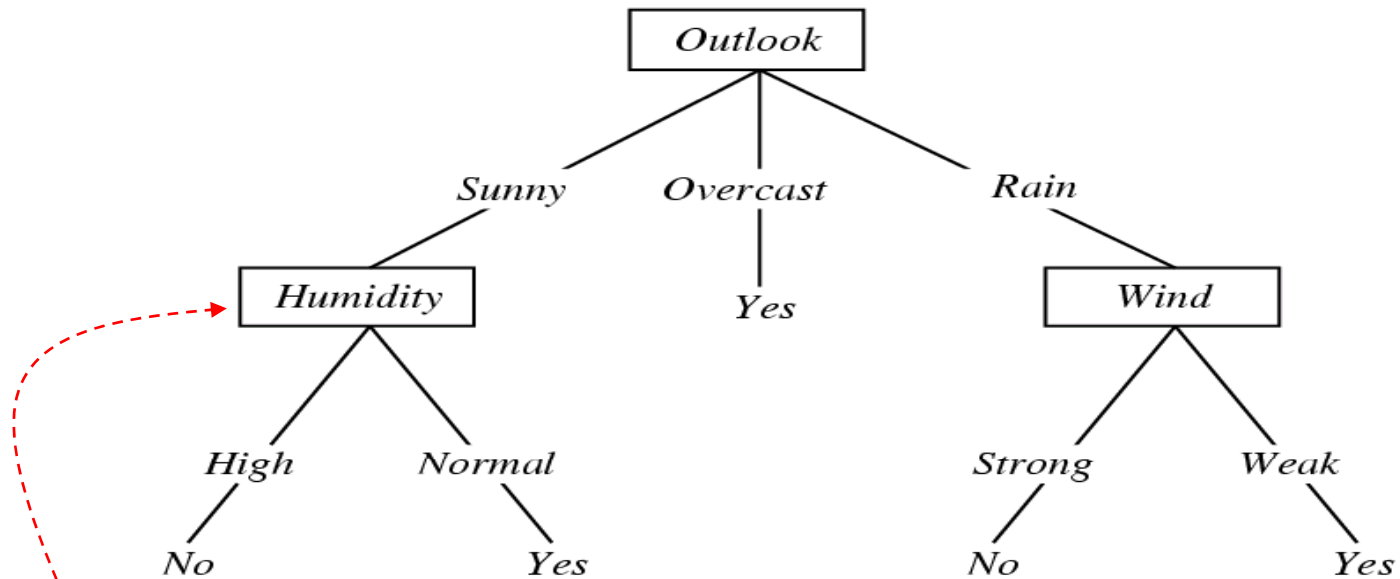 Outlook
Sunny Overcast Rain
Humidity Yes Wind
High Normal Strong Weak
No Yes No Yes